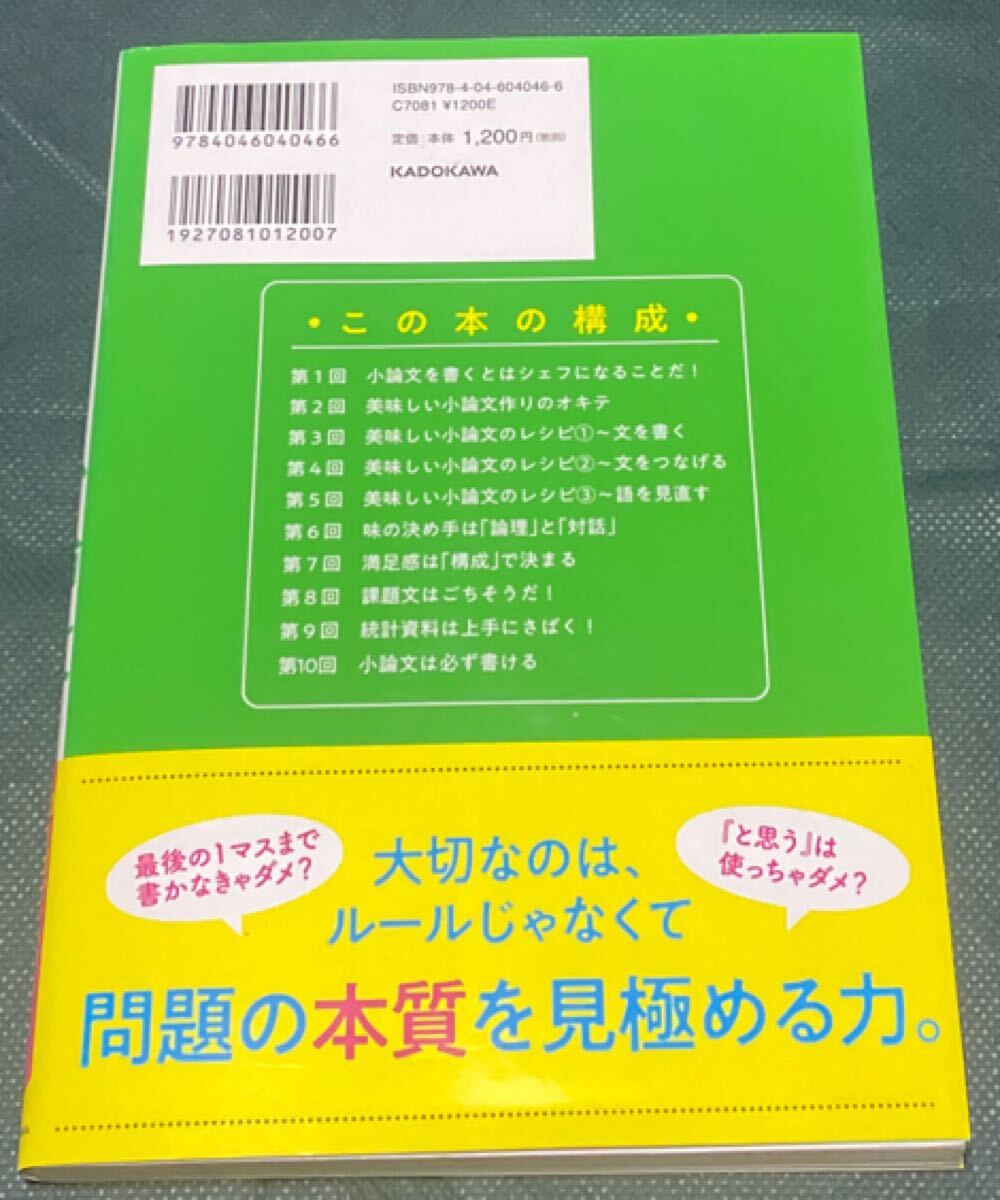 ISBN978-4-04-604046-6
C7081 ¥1200E
9784046040466
定価：本体 1,200円（税別）
KADOKAWA
1927081012007
・この本の構成・
第1回 小論文を書くとはシェフになることだ！
第2回 美味しい小論文作りのオキテ
第3回 美味しい小論文のレシピ①〜文を書く
第4回 美味しい小論文のレシピ②〜文をつなげる
第5回 美味しい小論文のレシピ③〜語を見直す
第6回 味の決め手は「論理」と「対話」
第7回 満足感は「構成」で決まる
第8回 課題文はごちそうだ！
第9回 統計資料は上手にさばく！
第10回 小論文は必ず書ける
最後の1マスまで
書かなきゃダメ？
『と思う』は
使っちゃダメ？
大切なのは、
ルールじゃなくて
問題の本質を見極める力。